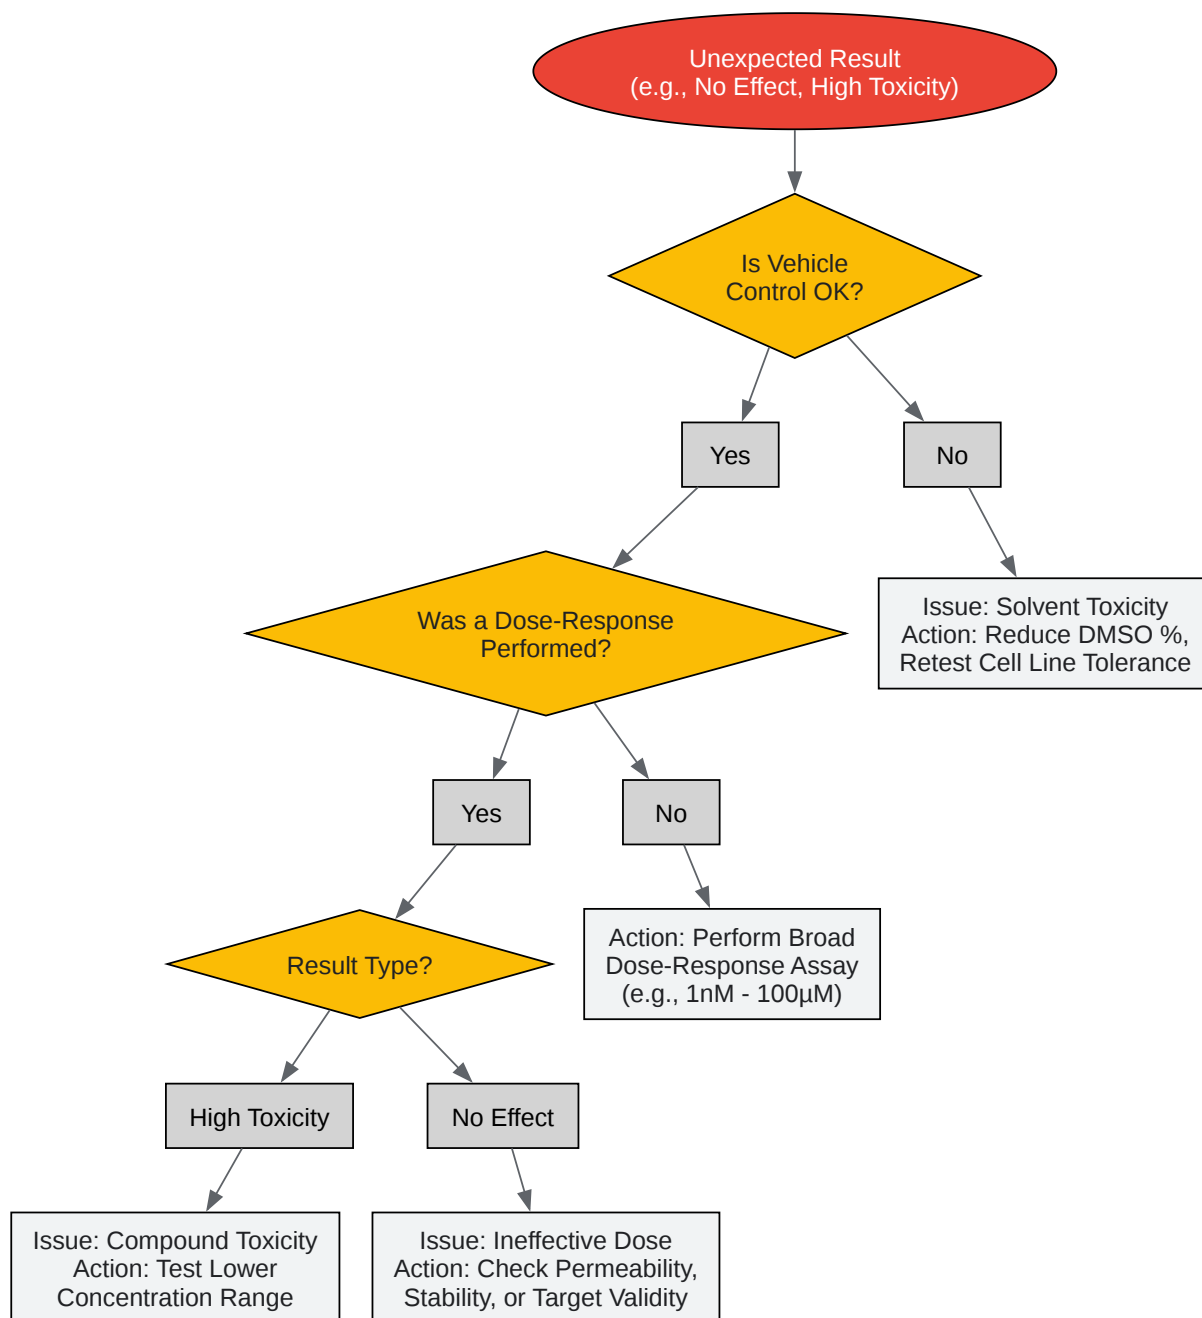 Unexpected Result
(e.g., No Effect, High Toxicity)
Is Vehicle
Control OK?
Yes
No
Issue: Solvent Toxicity
Action: Reduce DMSO %,
Retest Cell Line Tolerance
Was a Dose-Response
Performed?
Yes
No
Action: Perform Broad
Dose-Response Assay
(e.g., 1nM - 100µM)
Result Type?
High Toxicity
No Effect
Issue: Compound Toxicity
Action: Test Lower
Concentration Range
Issue: Ineffective Dose
Action: Check Permeability,
Stability, or Target Validity